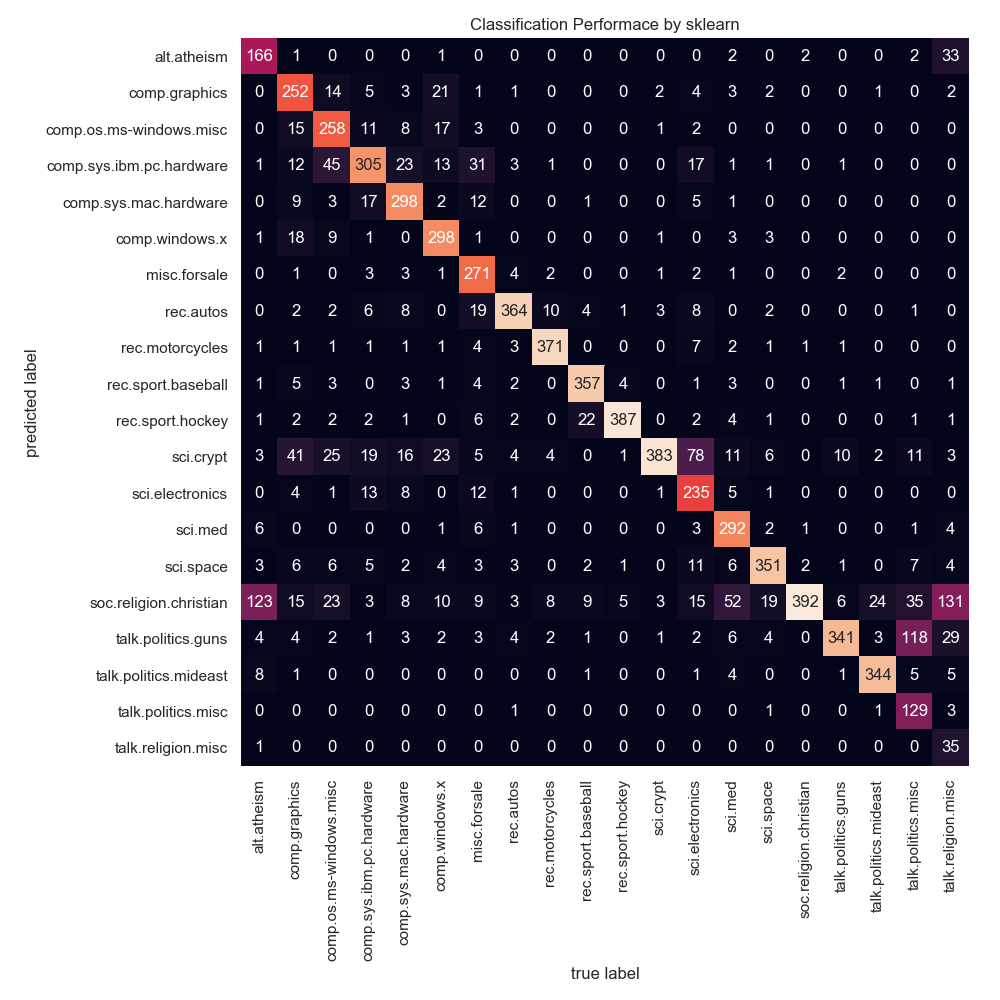 Classification Performace by sklearn
alt.atheism 166 1 0 0 0 1 0 0 0 0 0 0 0 2 0 2 0 0 2 33
comp.graphics 0 252 14 5 3 21 1 1 0 0 0 2 4 3 2 0 0 1 0 2
comp.os.ms-windows.misc 0 15 258 11 8 17 3 0 0 0 0 1 2 0 0 0 0 0 0 0
comp.sys.ibm.pc.hardware 1 12 45 305 23 13 31 3 1 0 0 0 17 1 1 0 1 0 0 0
comp.sys.mac.hardware 0 9 3 17 298 2 12 0 0 1 0 0 5 1 0 0 0 0 0 0
comp.windows.x 1 18 9 1 0 298 1 0 0 0 0 1 0 3 3 0 0 0 0 0
misc.forsale 0 1 0 3 3 1 271 4 2 0 0 1 2 1 0 0 2 0 0 0
rec.autos 0 2 2 6 8 0 19 364 10 4 1 3 8 0 2 0 0 0 1 0
rec.motorcycles 1 1 1 1 1 1 4 3 371 0 0 0 7 2 1 1 1 0 0 0
rec.sport.baseball 1 5 3 0 3 1 4 2 0 357 4 0 1 3 0 0 1 1 0 1
rec.sport.hockey 1 2 2 2 1 0 6 2 0 22 387 0 2 4 1 0 0 0 1 1
sci.crypt 3 41 25 19 16 23 5 4 4 0 1 383 78 11 6 0 10 2 11 3
sci.electronics 0 4 1 13 8 0 12 1 0 0 0 1 235 5 1 0 0 0 0 0
sci.med 6 0 0 0 0 1 6 1 0 0 0 0 3 292 2 1 0 0 1 4
sci.space 3 6 6 5 2 4 3 3 0 2 1 0 11 6 351 2 1 0 7 4
soc.religion.christian 123 15 23 3 8 10 9 3 8 9 5 3 15 52 19 392 6 24 35 131
talk.politics.guns 4 4 2 1 3 2 3 4 2 1 0 1 2 6 4 0 341 3 118 29
talk.politics.mideast 8 1 0 0 0 0 0 0 0 1 0 0 1 4 0 0 1 344 5 5
talk.politics.misc 0 0 0 0 0 0 0 1 0 0 0 0 0 0 1 0 0 1 129 3
talk.religion.misc 1 0 0 0 0 0 0 0 0 0 0 0 0 0 0 0 0 0 0 35
predicted label
alt.atheism
comp.graphics
comp.os.ms-windows.misc
comp.sys.ibm.pc.hardware
comp.sys.mac.hardware
comp.windows.x
misc.forsale
rec.autos
rec.motorcycles
rec.sport.baseball
rec.sport.hockey
sci.crypt
sci.electronics
sci.med
sci.space
soc.religion.christian
talk.politics.guns
talk.politics.mideast
talk.politics.misc
talk.religion.misc
true label